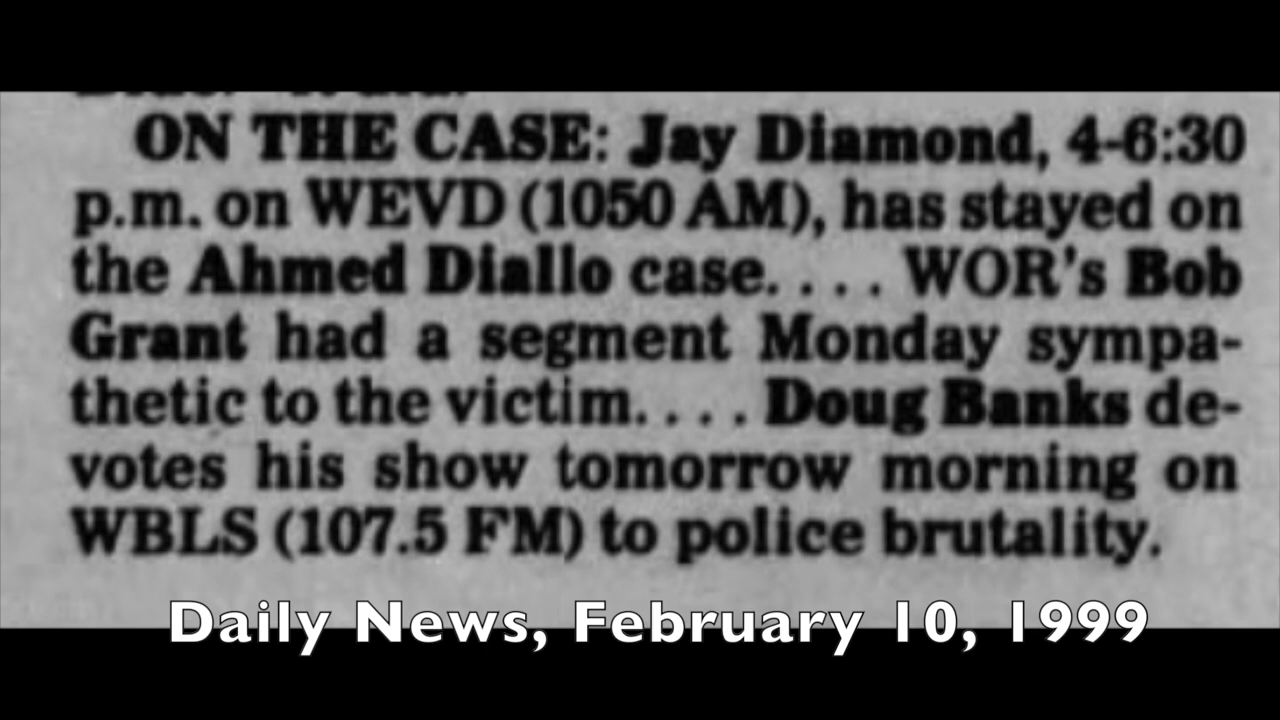 ON THE CASE: Jay Diamond, 4-6:30
p.m. on WEVD (1050 AM), has stayed on
the Ahmed Diallo case. . . . WOR's Bob
Grant had a segment Monday sympa-
thetic to the victim. . . . Doug Banks de-
votes his show tomorrow morning on
WBLS (107.5 FM) to police brutality.
Daily News, February 10, 1999